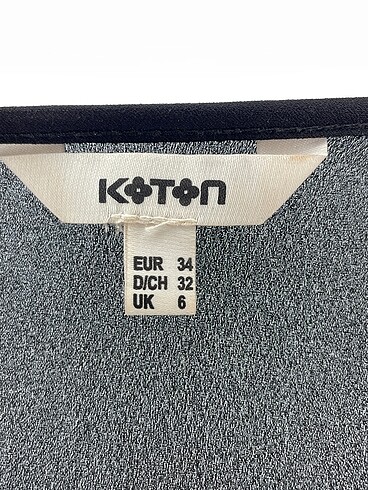 KOTON
EUR 34
D/CH 32
UK 6